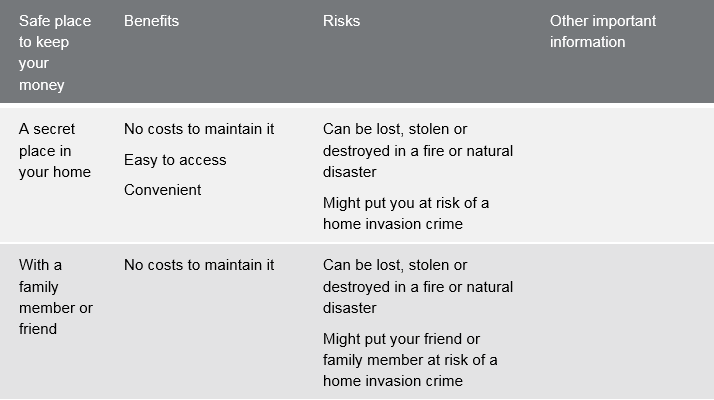 Safe place
to keep
your
money
Benefits
Risks
Other important
information
A secret
place in
your home
No costs to maintain it
Easy to access
Convenient
Can be lost, stolen or
destroyed in a fire or natural
disaster
Might put you at risk of a
home invasion crime
With a
family
member or
friend
No costs to maintain it
Can be lost, stolen or
destroyed in a fire or natural
disaster
Might put your friend or
family member at risk of a
home invasion crime